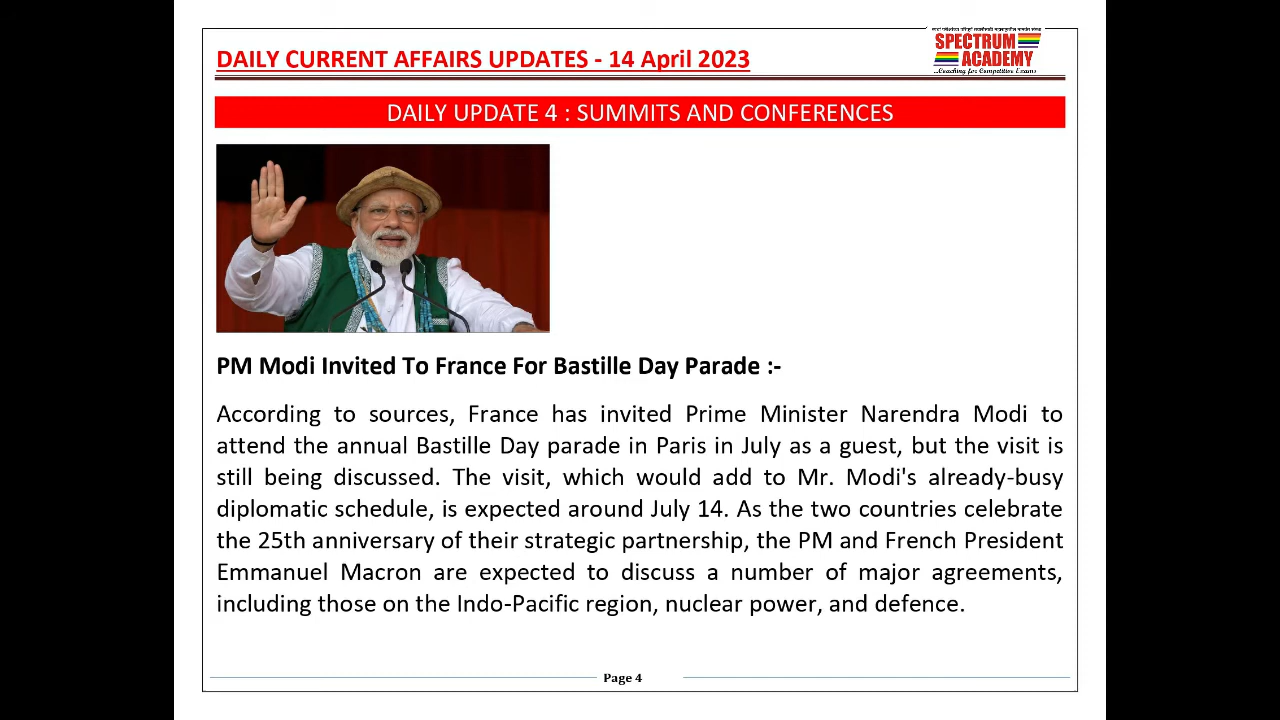 DAILY CURRENT AFFAIRS UPDATES - 14 April 2023
SPECTRUM
ACADEMY
...Coaching for Competitive Exams
DAILY UPDATE 4 : SUMMITS AND CONFERENCES
PM Modi Invited To France For Bastille Day Parade :-
According to sources, France has invited Prime Minister Narendra Modi to
attend the annual Bastille Day parade in Paris in July as a guest, but the visit is
still being discussed. The visit, which would add to Mr. Modi's already-busy
diplomatic schedule, is expected around July 14. As the two countries celebrate
the 25th anniversary of their strategic partnership, the PM and French President
Emmanuel Macron are expected to discuss a number of major agreements,
including those on the Indo-Pacific region, nuclear power, and defence.
Page 4